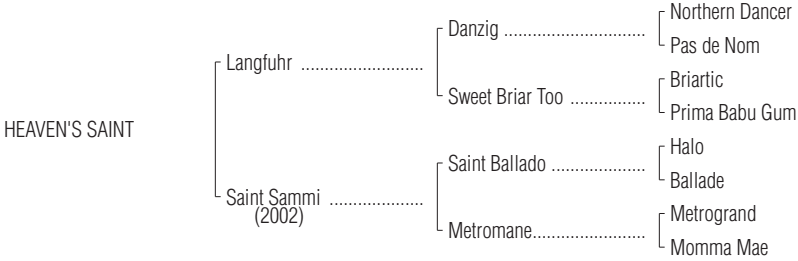 Northern Dancer
Danzig ..............................
Pas de Nom
Langfuhr ..........................
Briartic
Sweet Briar Too ................
Prima Babu Gum
HEAVEN'S SAINT
Halo
Saint Ballado ....................
Ballade
Saint Sammi ....................
(2002)
Metrogrand
Metromane........................
Momma Mae